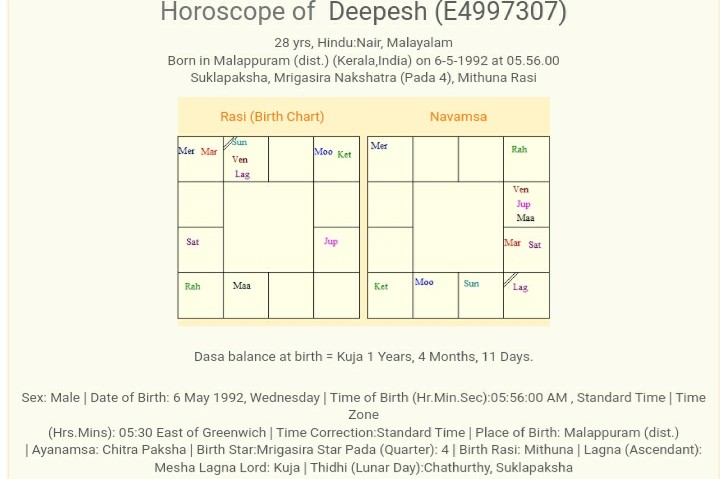 Horoscope of Deepesh (E4997307)
28 yrs, Hindu:Nair, Malayalam
Born in Malappuram (dist.) (Kerala,India) on 6-5-1992 at 05.56.00
Suklapaksha, Mrigasira Nakshatra (Pada 4), Mithuna Rasi
Rasi (Birth Chart)
Mer Mar
Sun
Ven
Lag
Moo Ket
Sat
Jup
Rah
Maa
Navamsa
Mer
Rah
Ven
Jup
Maa
Mar Sat
Ket
Moo
Sun
Lag
Dasa balance at birth = Kuja 1 Years, 4 Months, 11 Days.
Sex: Male | Date of Birth: 6 May 1992, Wednesday | Time of Birth (Hr.Min.Sec):05:56:00 AM , Standard Time | Time
Zone
(Hrs.Mins): 05:30 East of Greenwich | Time Correction:Standard Time | Place of Birth: Malappuram (dist.)
| Ayanamsa: Chitra Paksha | Birth Star:Mrigasira Star Pada (Quarter): 4 | Birth Rasi: Mithuna | Lagna (Ascendant):
Mesha Lagna Lord: Kuja | Thidhi (Lunar Day):Chathurthy, Suklapaksha